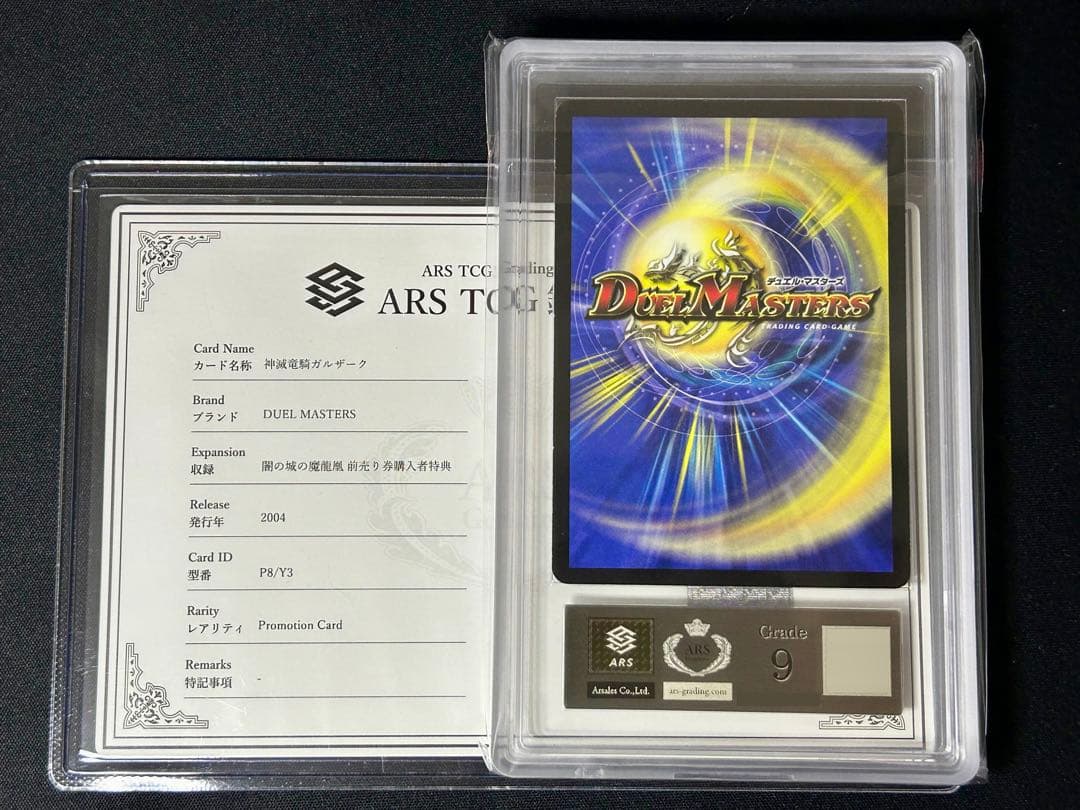 ARS TCG Grading
ARS TCG
Card Name
カード名称 神滅竜騎ガルザーク
Brand
ブランド DUEL MASTERS
Expansion
収録 闇の城の魔龍凰 前売り券購入者特典
Release
発行年 2004
Card ID
型番 P8/Y3
Rarity
レアリティ Promotion Card
Remarks
特記事項 -
デュエル・マスターズ
DUEL MASTERS
TRADING CARD GAME
ARS
Arsales Co.,Ltd.
ARS
ars-grading.com
Grade
9